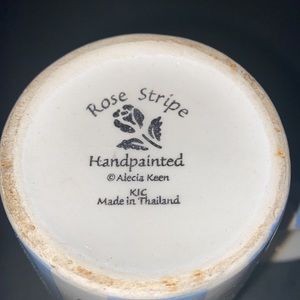 Rose Stripe
Handpainted
© Alecia Keen
KIC
Made in Thailand